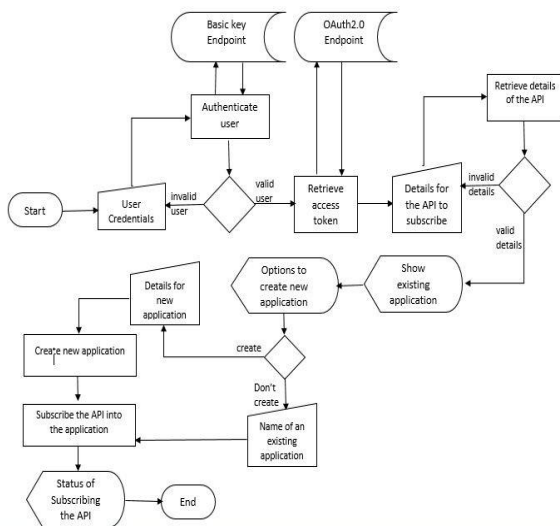 Basic key
Endpoint
OAuth2.0
Endpoint
Retrieve details
of the API
Authenticate
user
Start
User
Credentials
invalid
user
valid
user
Retrieve
access
token
Details for
the API to
subscribe
invalid
details
valid
details
Show
existing
application
Options to
create new
application
Details for
new
application
create
Create new application
Don't
create
Name of an
existing
application
Subscribe the API into
the application
Status of
Subscribing
the API
End